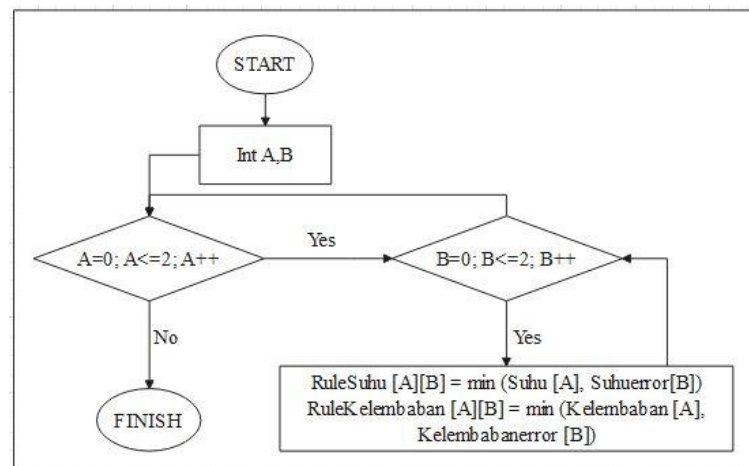 START
Int A,B
A=0; A<=2; A++
Yes
B=0; B<=2; B++
No
Yes
FINISH
RuleSuhu [A][B] = min (Suhu [A], Suhuerror[B])
RuleKelembaban [A][B] = min (Kelembaban [A],
Kelembabanerror [B])